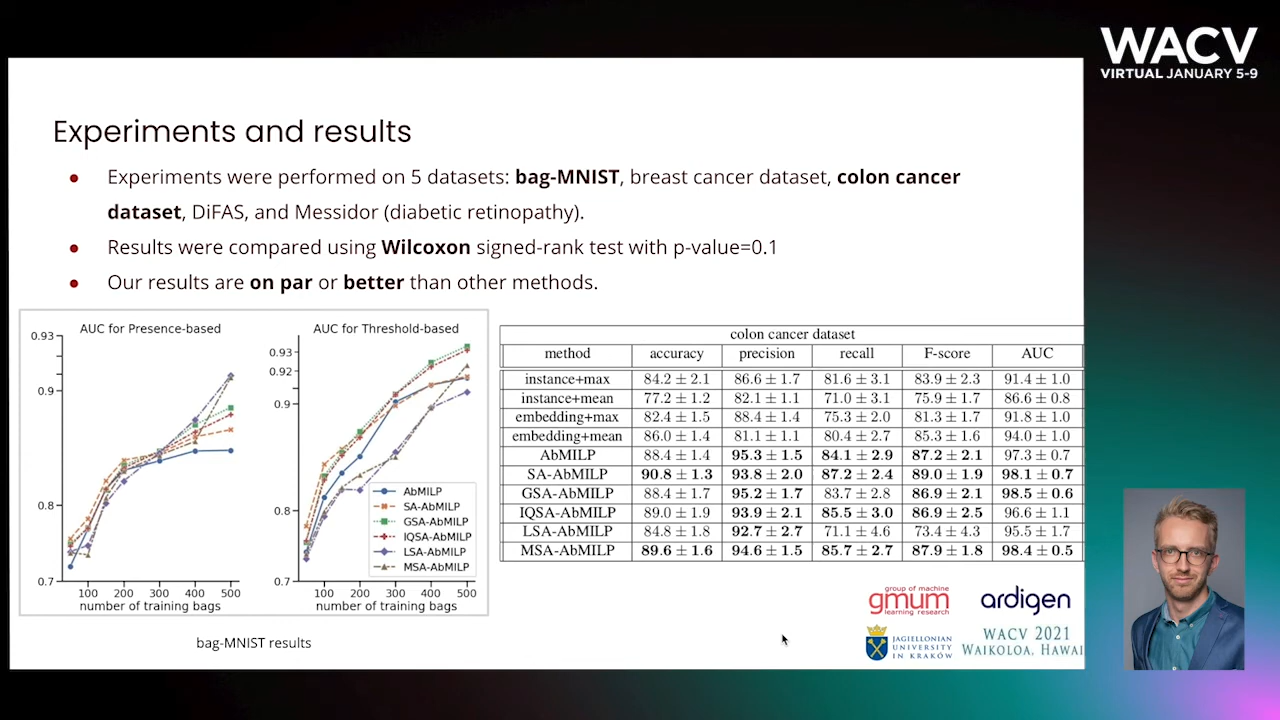 WACV
VIRTUAL JANUARY 5-9
Experiments and results
● Experiments were performed on 5 datasets: bag-MNIST, breast cancer dataset, colon cancer
dataset, DiFAS, and Messidor (diabetic retinopathy).
● Results were compared using Wilcoxon signed-rank test with p-value=0.1
● Our results are on par or better than other methods.
AUC for Presence-based
0.93
0.9
0.8
0.7
100 200 300 400 500
number of training bags
AUC for Threshold-based
0.93
0.92
0.9
0.8
0.7
100 200 300 400 500
number of training bags
AbMILP
SA-AbMILP
GSA-AbMILP
IQSA-AbMILP
LSA-AbMILP
MSA-AbMILP
bag-MNIST results
colon cancer dataset
method accuracy precision recall F-score AUC
instance+max 84.2 ± 2.1 86.6 ± 1.7 81.6 ± 3.1 83.9 ± 2.3 91.4 ± 1.0
instance+mean 77.2 ± 1.2 82.1 ± 1.1 71.0 ± 3.1 75.9 ± 1.7 86.6 ± 0.8
embedding+max 82.4 ± 1.5 88.4 ± 1.4 75.3 ± 2.0 81.3 ± 1.7 91.8 ± 1.0
embedding+mean 86.0 ± 1.4 81.1 ± 1.1 80.4 ± 2.7 85.3 ± 1.6 94.0 ± 1.0
AbMILP 88.4 ± 1.4 95.3 ± 1.5 84.1 ± 2.9 87.2 ± 2.1 97.3 ± 0.7
SA-AbMILP 90.8 ± 1.3 93.8 ± 2.0 87.2 ± 2.4 89.0 ± 1.9 98.1 ± 0.7
GSA-AbMILP 88.4 ± 1.7 95.2 ± 1.7 83.7 ± 2.8 86.9 ± 2.1 98.5 ± 0.6
IQSA-AbMILP 89.0 ± 1.9 93.9 ± 2.1 85.5 ± 3.0 86.9 ± 2.5 96.6 ± 1.1
LSA-AbMILP 84.8 ± 1.8 92.7 ± 2.7 71.1 ± 4.6 73.4 ± 4.3 95.5 ± 1.7
MSA-AbMILP 89.6 ± 1.6 94.6 ± 1.5 85.7 ± 2.7 87.9 ± 1.8 98.4 ± 0.5
group of machine
gmum
learning research
ardigen
JAGIELLONIAN
UNIVERSITY
IN KRAKÓW
WACV 2021
WAIKOLOA, HAWAI